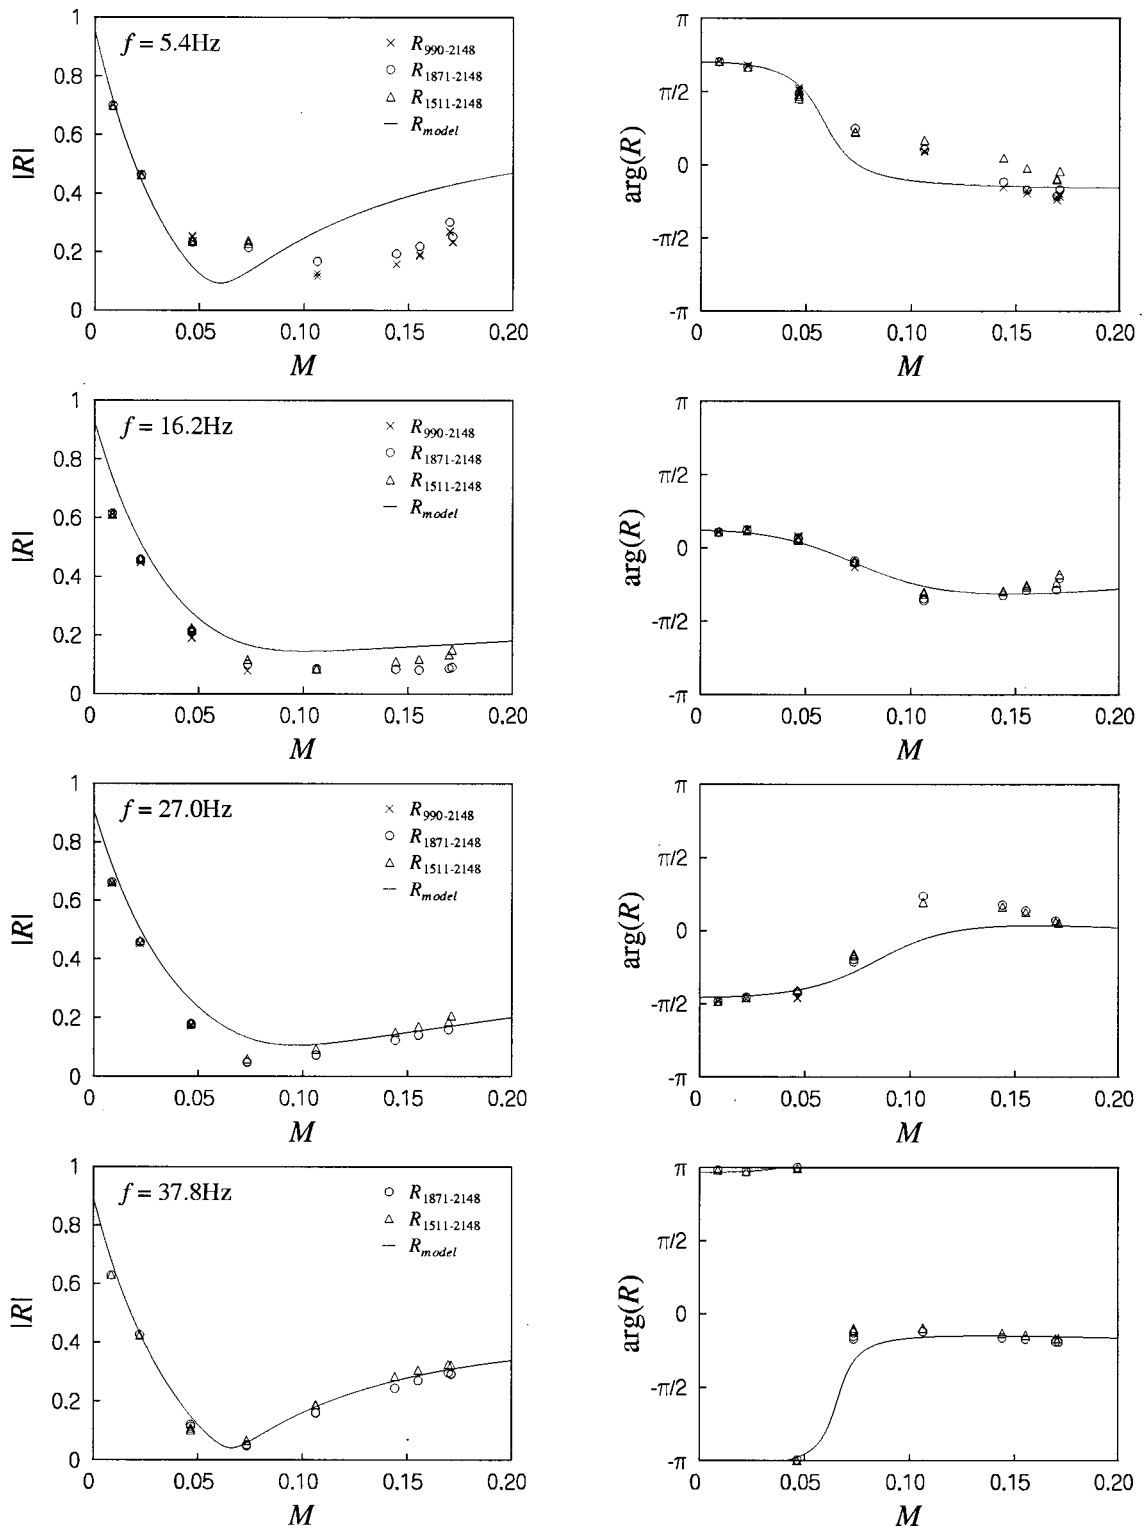 f = 5.4Hz
× R990-2148
○ R1871-2148
△ R1511-2148
— Rmodel
|R|
1
0.8
0.6
0.4
0.2
0
0 0.05 0.10 0.15 0.20
M
arg(R)
π
π/2
0
-π/2
-π
0 0.05 0.10 0.15 0.20
M
f = 16.2Hz
× R990-2148
○ R1871-2148
△ R1511-2148
— Rmodel
|R|
1
0.8
0.6
0.4
0.2
0
0 0.05 0.10 0.15 0.20
M
arg(R)
π
π/2
0
-π/2
-π
0 0.05 0.10 0.15 0.20
M
f = 27.0Hz
× R990-2148
○ R1871-2148
△ R1511-2148
— Rmodel
|R|
1
0.8
0.6
0.4
0.2
0
0 0.05 0.10 0.15 0.20
M
arg(R)
π
π/2
0
-π/2
-π
0 0.05 0.10 0.15 0.20
M
f = 37.8Hz
○ R1871-2148
△ R1511-2148
— Rmodel
|R|
1
0.8
0.6
0.4
0.2
0
0 0.05 0.10 0.15 0.20
M
arg(R)
π
π/2
0
-π/2
-π
0 0.05 0.10 0.15 0.20
M